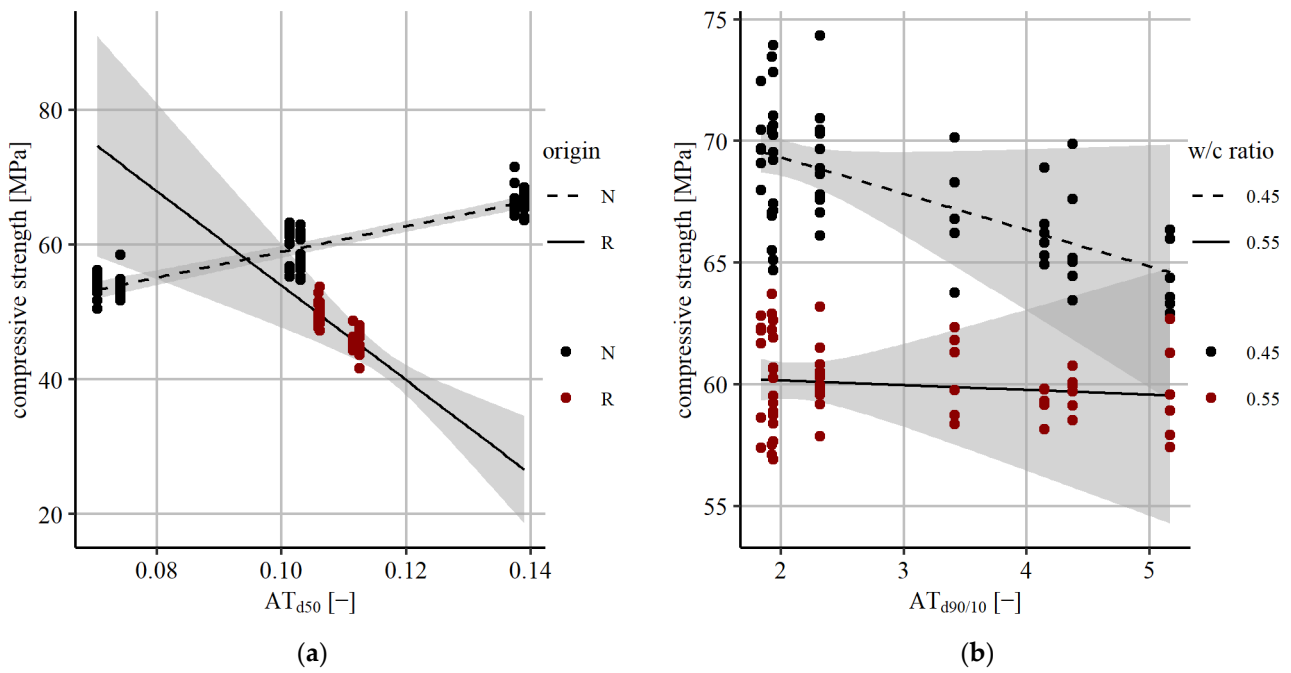 compressive strength [MPa]
80
60
40
20
0.08 0.10 0.12 0.14
AT_d50 [−]
origin
N
R
N
R
(a)
compressive strength [MPa]
75
70
65
60
55
2 3 4 5
AT_d90/10 [−]
w/c ratio
0.45
0.55
0.45
0.55
(b)